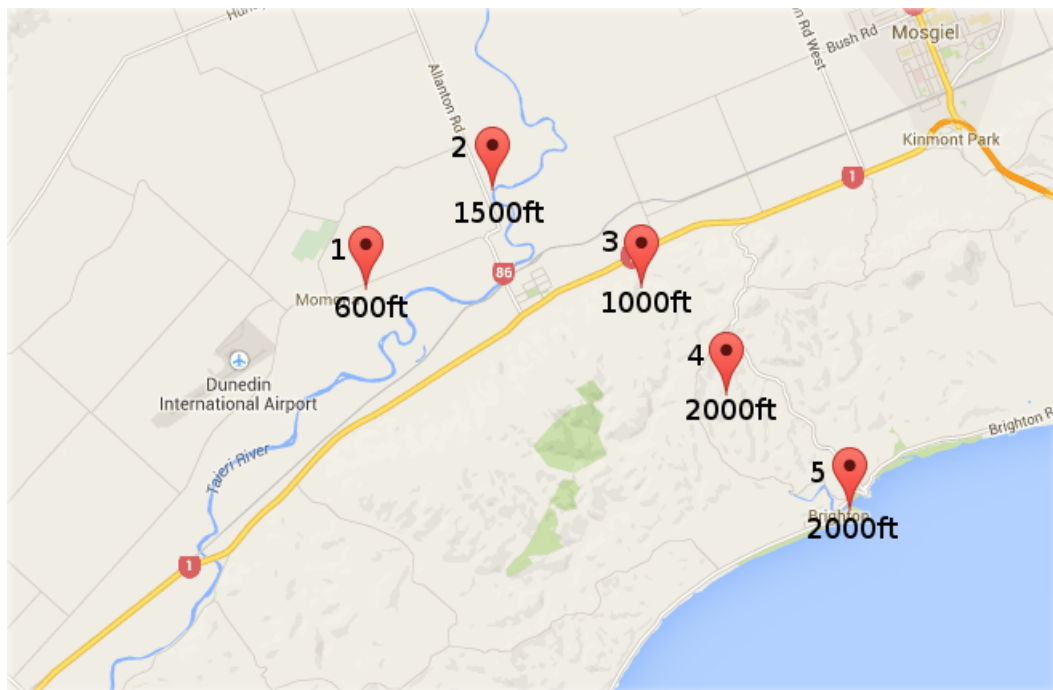 Mosgiel
Bush Rd
Rd West
Allanton Rd
Kinmont Park
2
1
1500ft
3
1
86
Momona
600ft
1000ft
4
Dunedin
International Airport
2000ft
Brighton
5
Taieri River
Brighton
2000ft
1